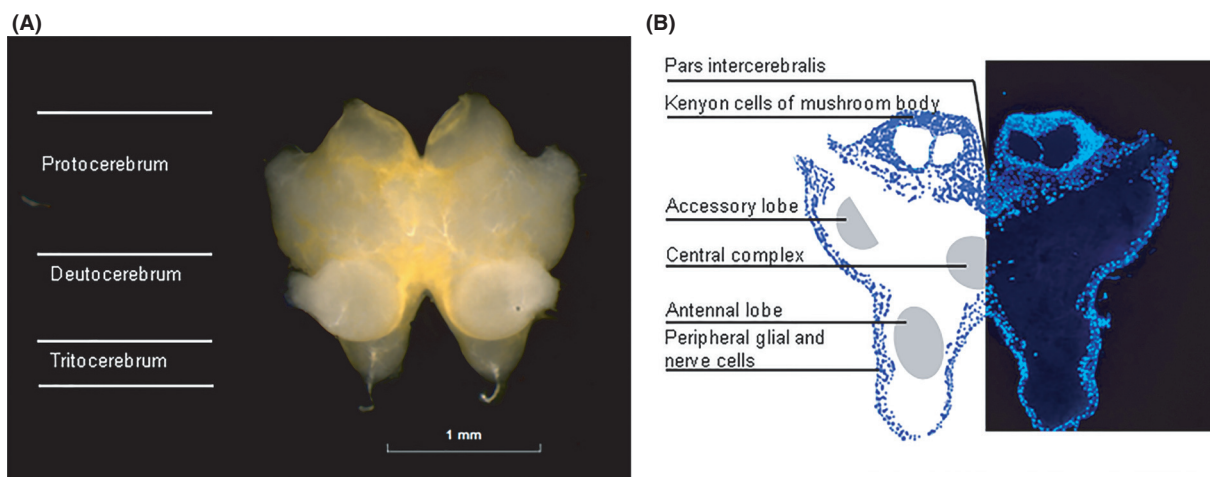 (A)
Protocerebrum
Deutocerebrum
Tritocerebrum
1 mm
(B)
Pars intercerebralis
Kenyon cells of mushroom body
Accessory lobe
Central complex
Antennal lobe
Peripheral glial and
nerve cells